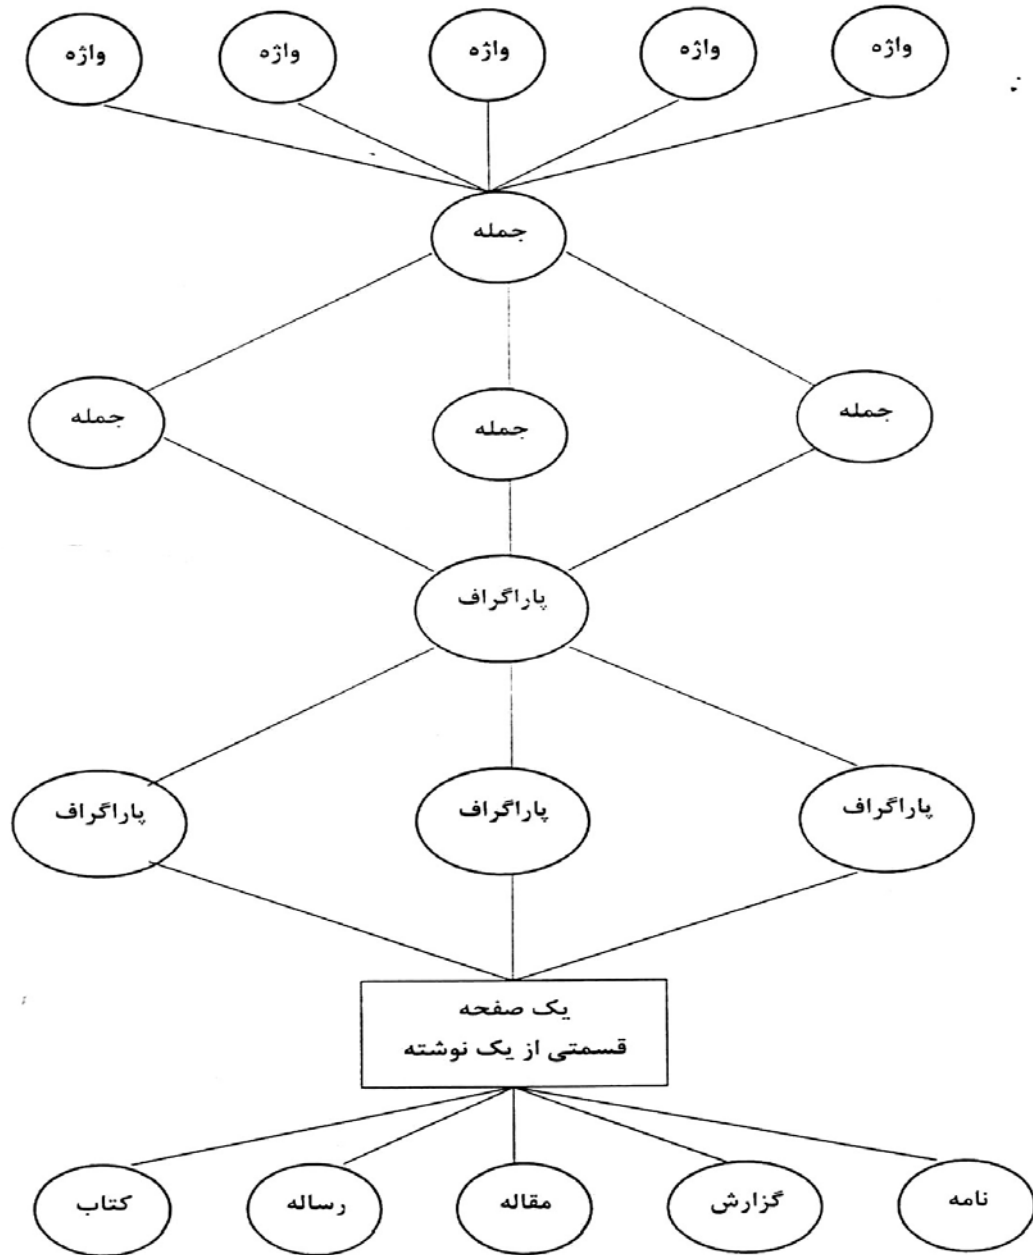 واژه
واژه
واژه
واژه
واژه
جمله
جمله
جمله
جمله
پاراگراف
پاراگراف
پاراگراف
پاراگراف
یک صفحه
قسمتی از یک نوشته
نامه
گزارش
مقاله
رساله
کتاب